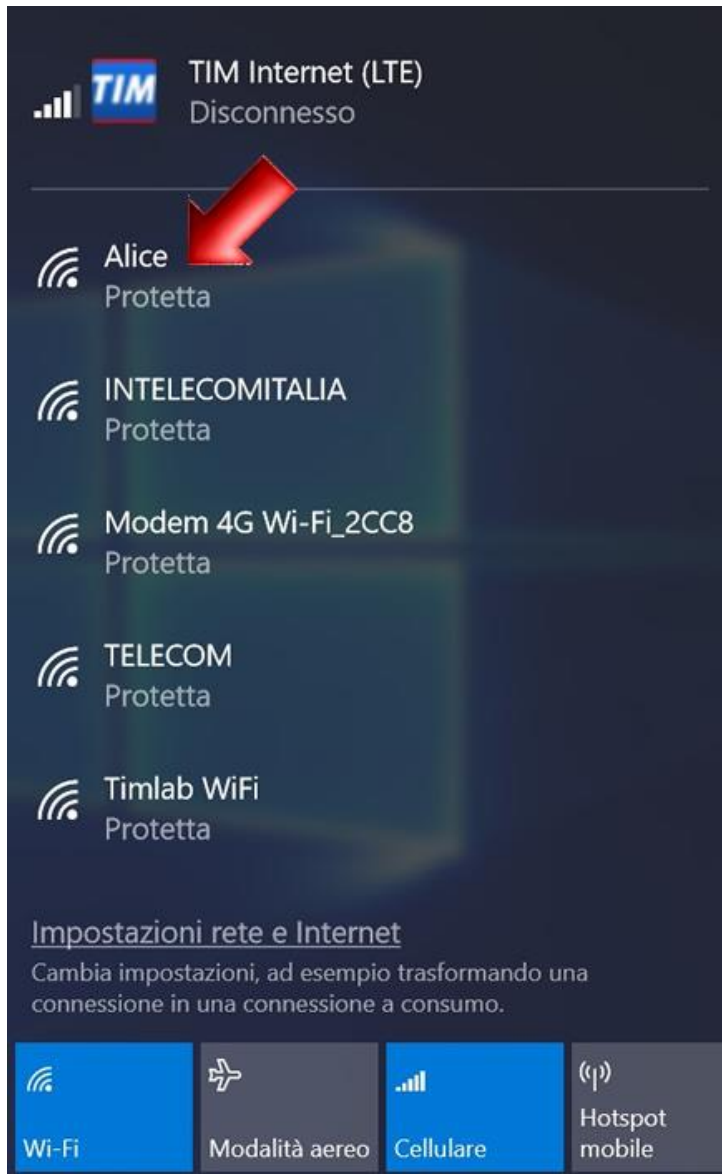 TIM
TIM Internet (LTE)
Disconnesso
Alice
Protetta
INTELECOMITALIA
Protetta
Modem 4G Wi-Fi_2CC8
Protetta
TELECOM
Protetta
Timlab WiFi
Protetta
Impostazioni rete e Internet
Cambia impostazioni, ad esempio trasformando una
connessione in una connessione a consumo.
Wi-Fi
Modalità aereo
Cellulare
Hotspot
mobile